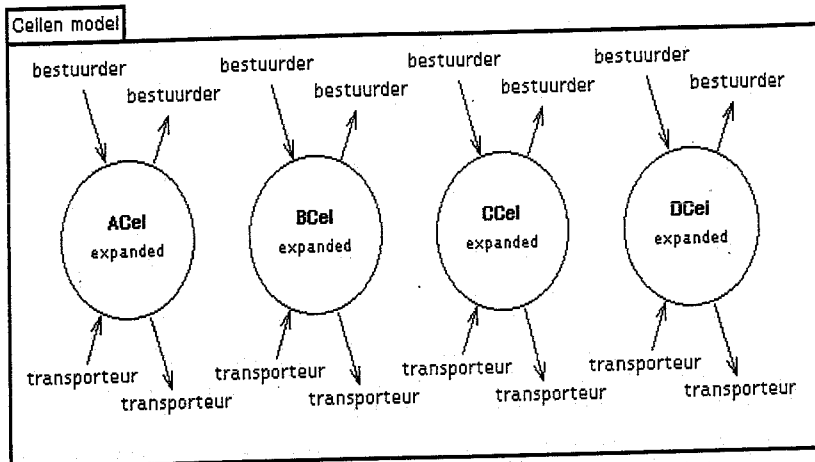 Cellen model
bestuurder bestuurder bestuurder bestuurder
bestuurder bestuurder bestuurder bestuurder
ACel BCel CCel DCel
expanded expanded expanded expanded
transporteur transporteur transporteur transporteur
transporteur transporteur transporteur transporteur